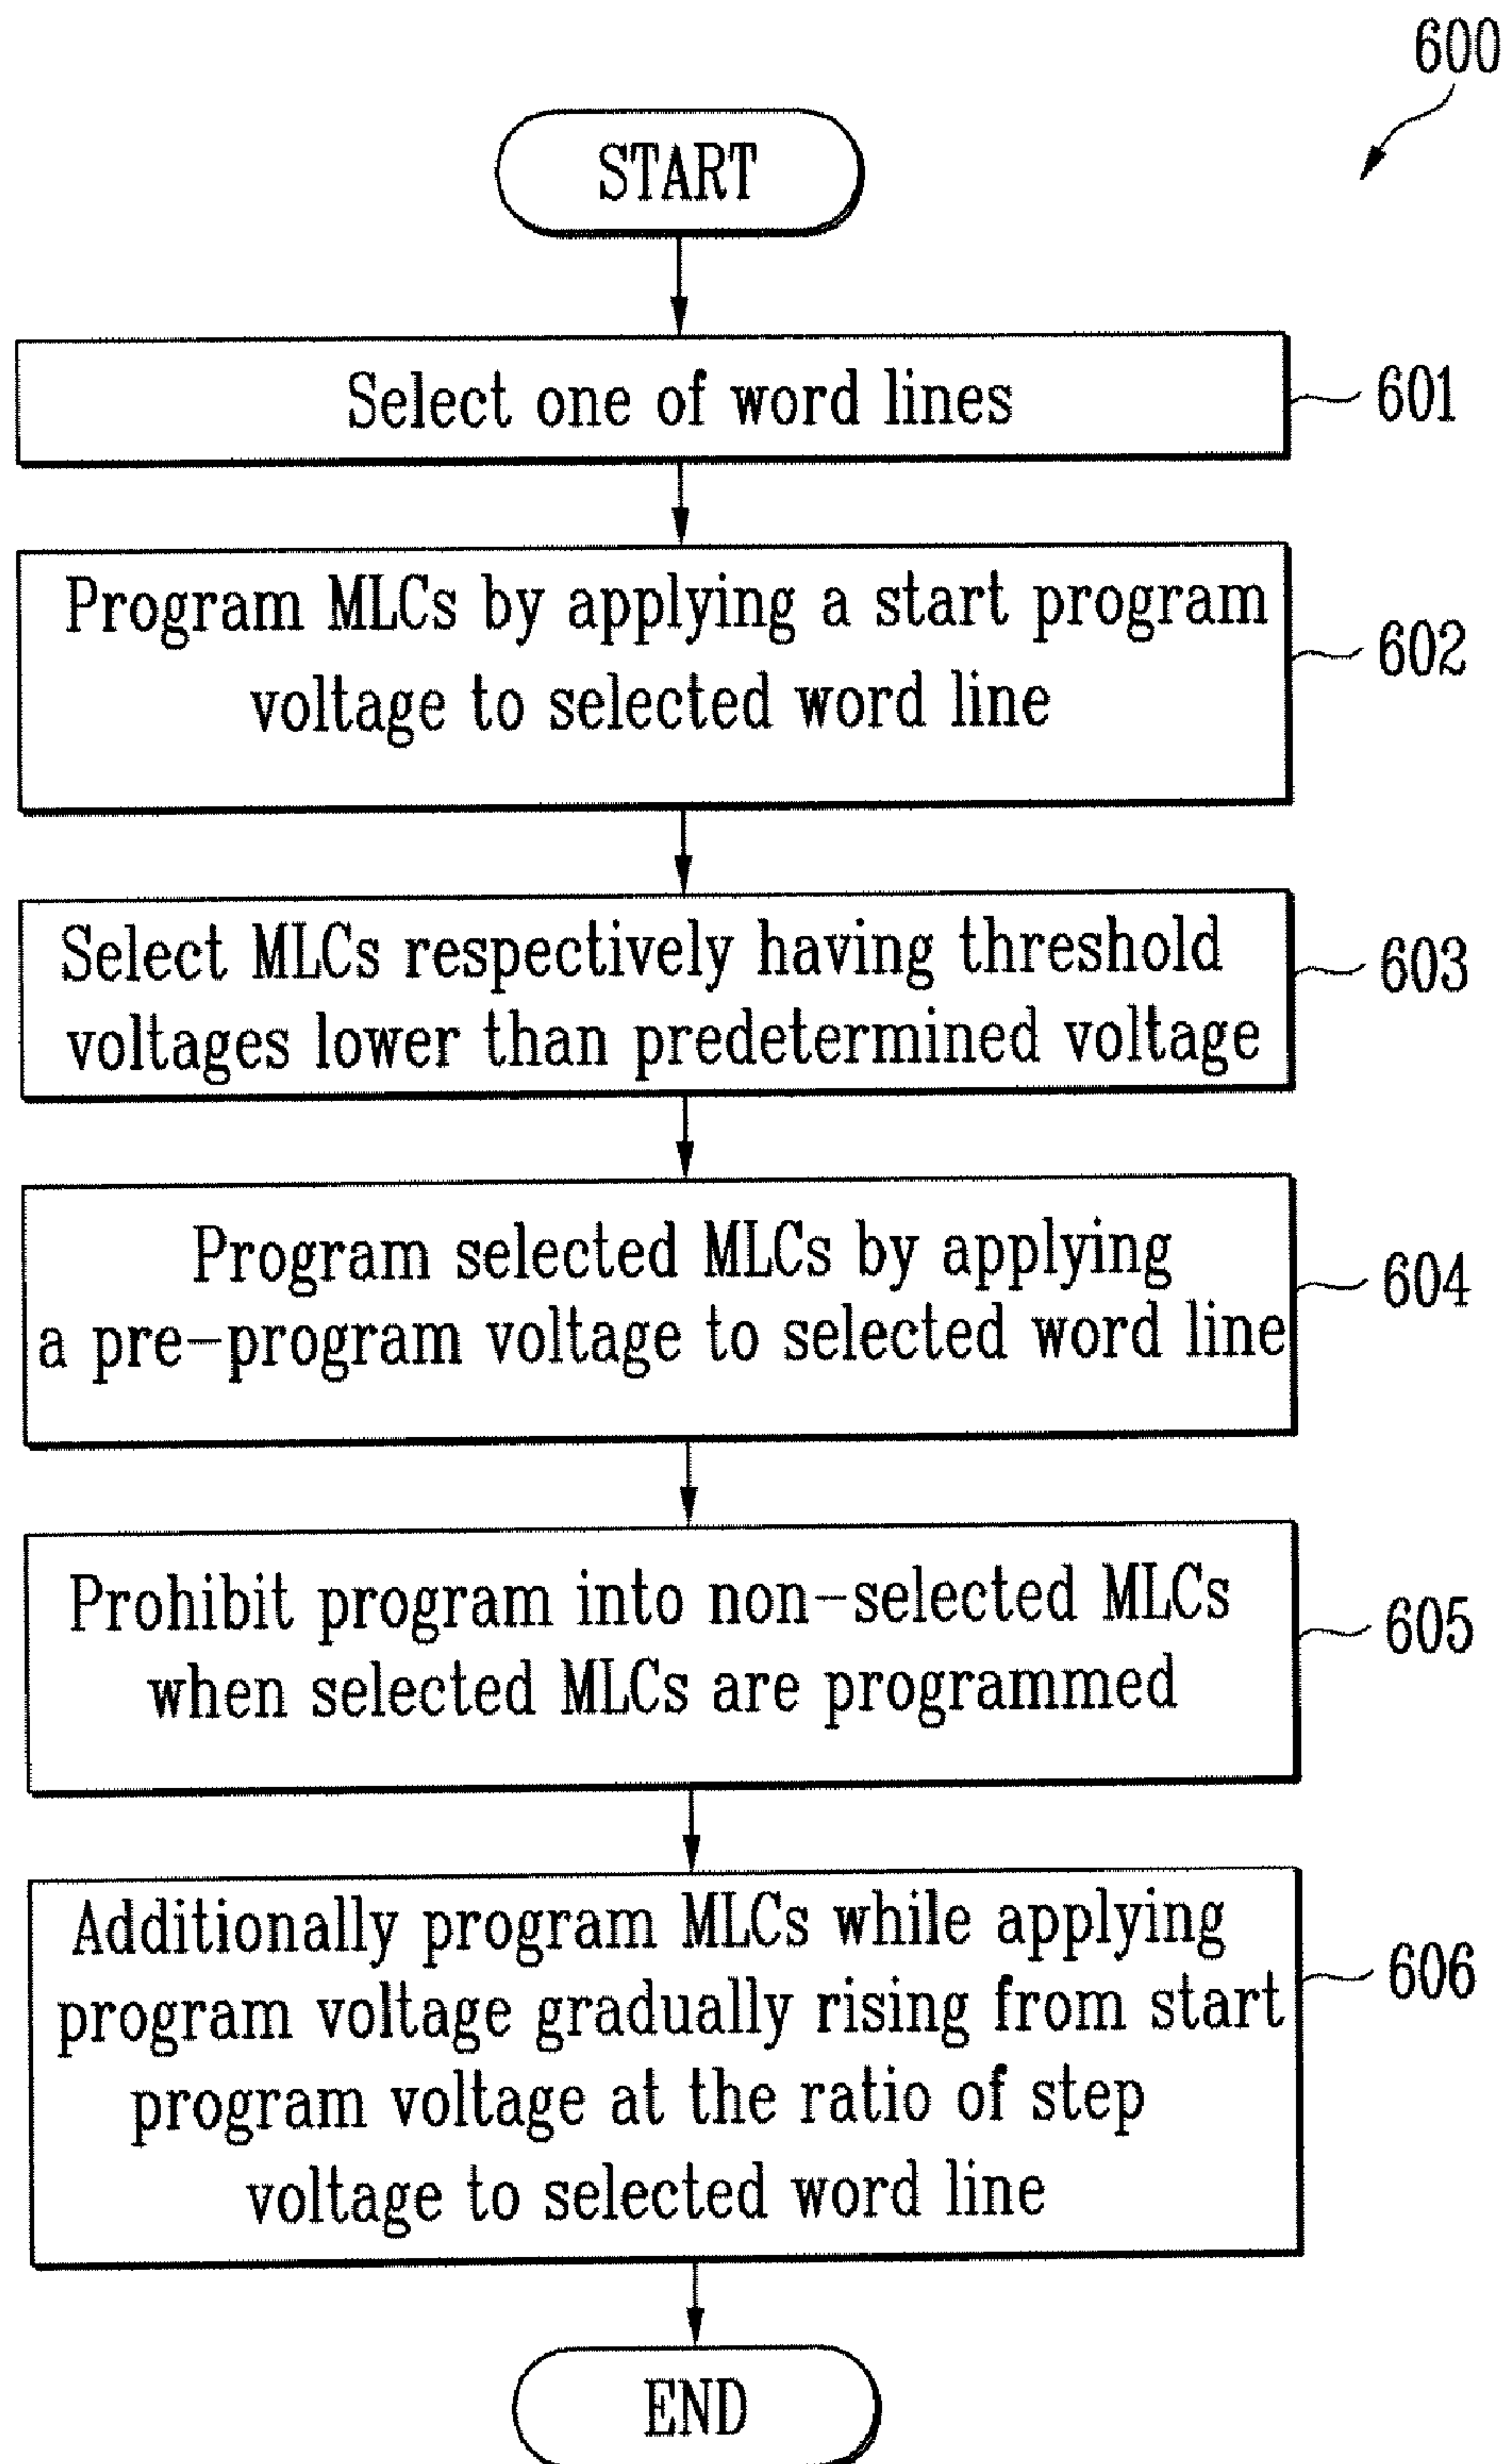 600
START
Select one of word lines
601
Program MLCs by applying a start program
voltage to selected word line
602
Select MLCs respectively having threshold
voltages lower than predetermined voltage
603
Program selected MLCs by applying
a pre-program voltage to selected word line
604
Prohibit program into non-selected MLCs
when selected MLCs are programmed
605
Additionally program MLCs while applying
program voltage gradually rising from start
program voltage at the ratio of step
voltage to selected word line
606
END